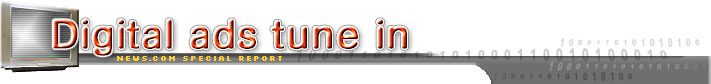 Digital ads tune in
NEWS.COM SPECIAL REPORT